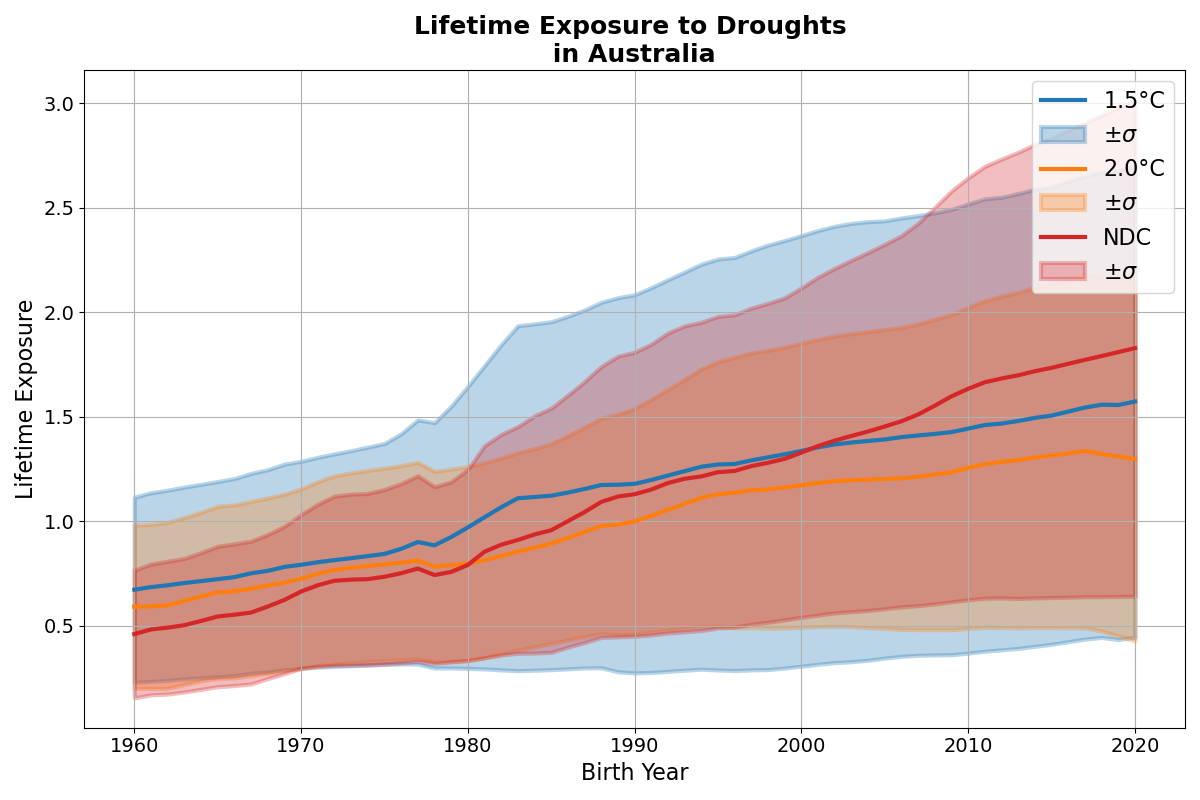 Lifetime Exposure to Droughts
in Australia
1.5°C
±σ
2.0°C
±σ
NDC
±σ
Lifetime Exposure
3.0
2.5
2.0
1.5
1.0
0.5
1960 1970 1980 1990 2000 2010 2020
Birth Year